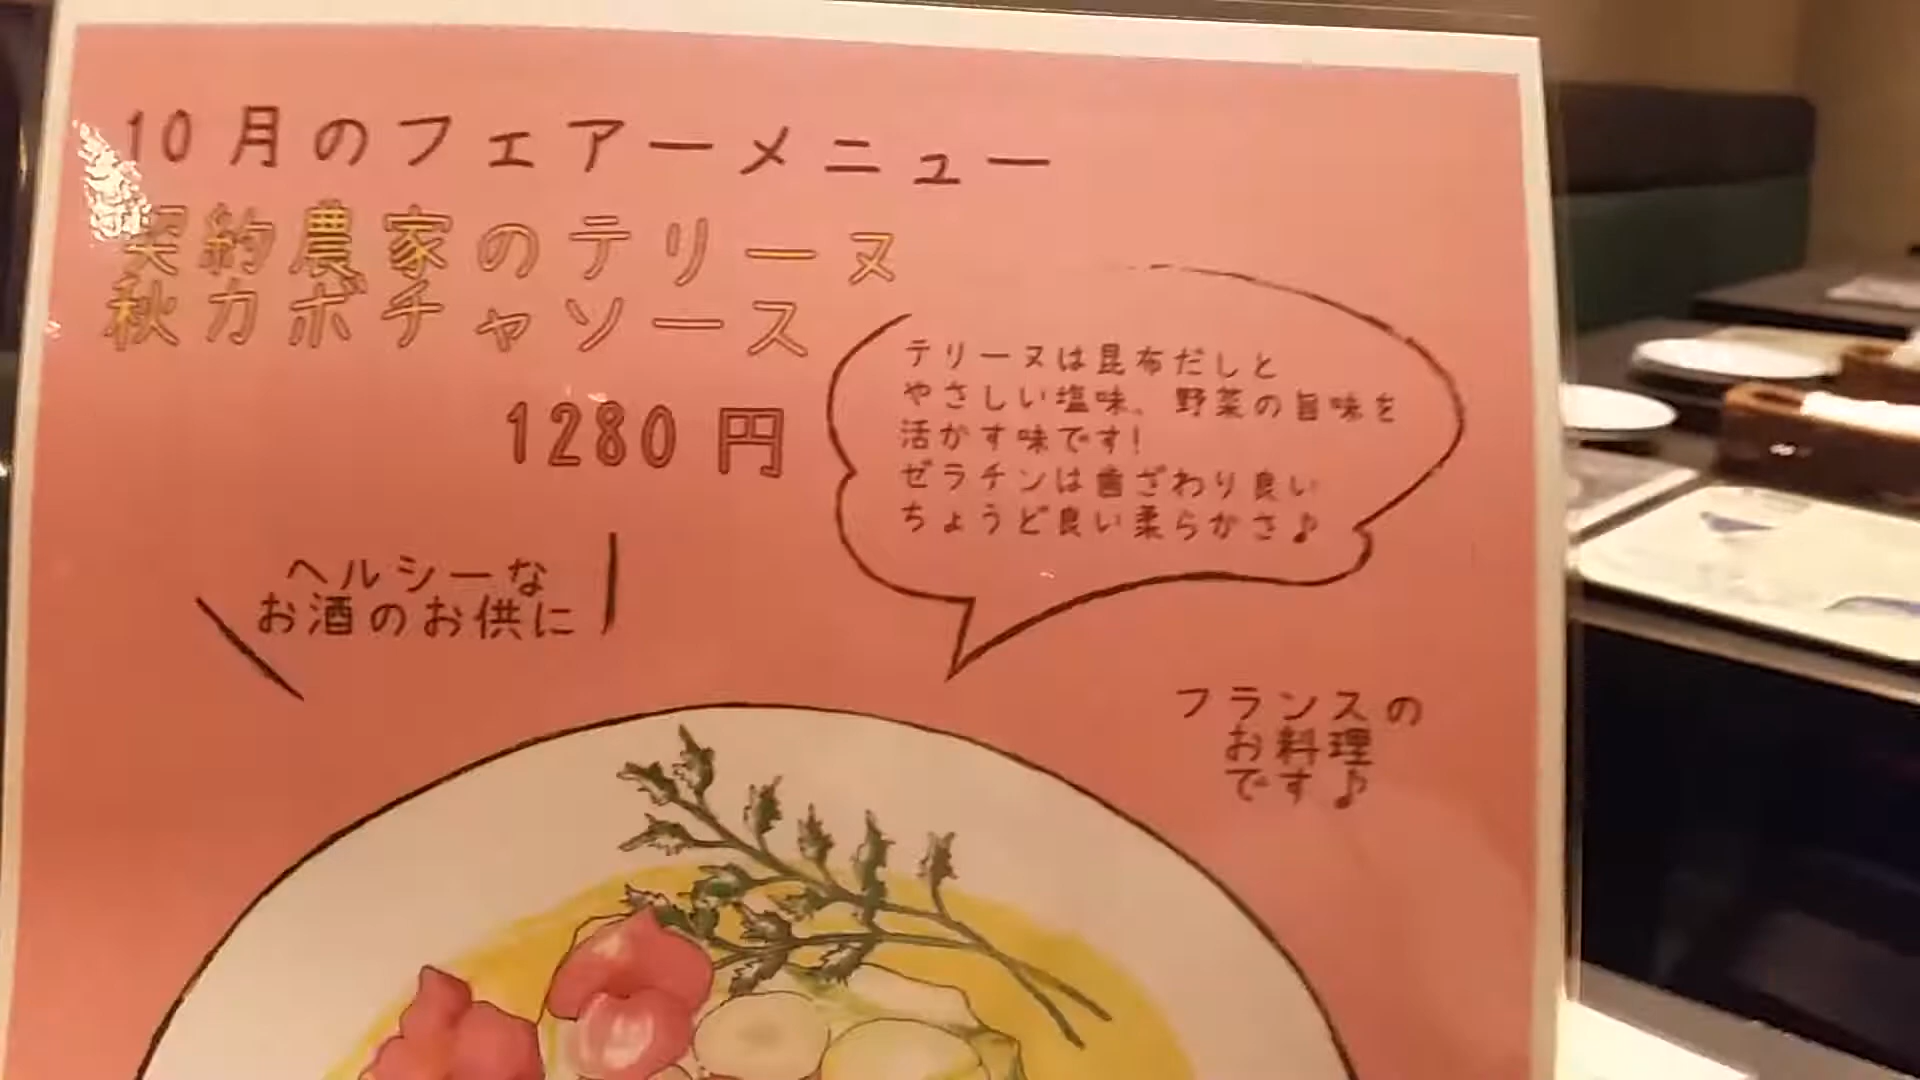 10月のフェアーメニュー
契約農家のテリーヌ
秋カボチャソース
1280円
テリーヌは昆布だしと
やさしい塩味、野菜の旨味を
活かす味です!
ゼラチンは歯ざわり良い
ちょうど良い柔らかさ♪
ヘルシーな
お酒のお供に
フランスの
お料理
です♪